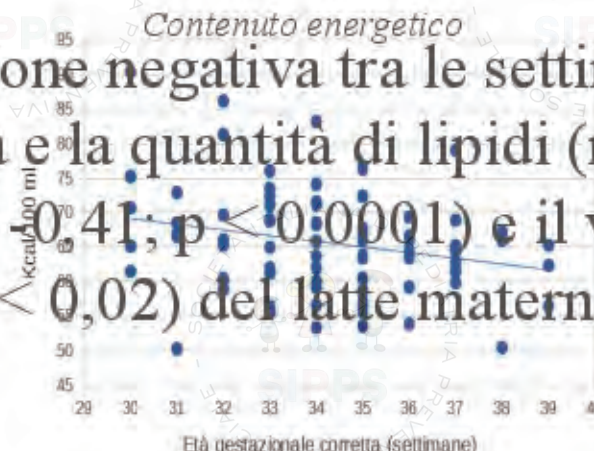 Contenuto energetico
one negativa tra le setti
a e la quantità di lipidi (
-0,41; p < 0,0001) e il v
< 0,02) del latte matern
Kcal/100 ml
95
85
80
75
70
65
50
45
29 30 31 32 33 34 35 36 37 38 39
Età gestazionale corretta (settimane)
SIPPS